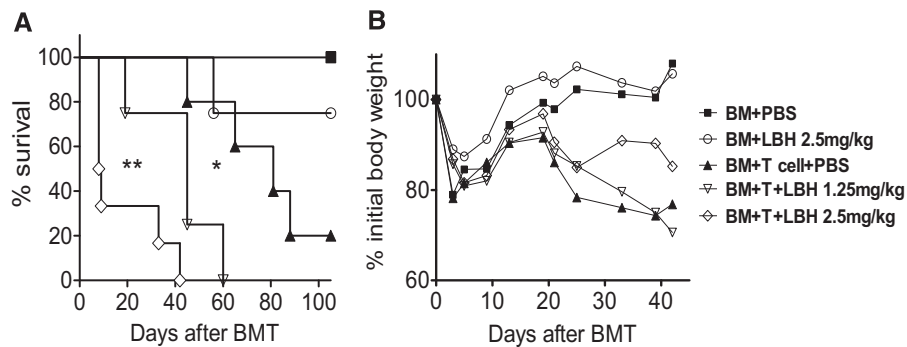 A
% surival
100
80
60
40
20
0
**
*
0 20 40 60 80 100
Days after BMT
B
% initial body weight
100
80
60
0 10 20 30 40
Days after BMT
BM+PBS
BM+LBH 2.5mg/kg
BM+T cell+PBS
BM+T+LBH 1.25mg/kg
BM+T+LBH 2.5mg/kg